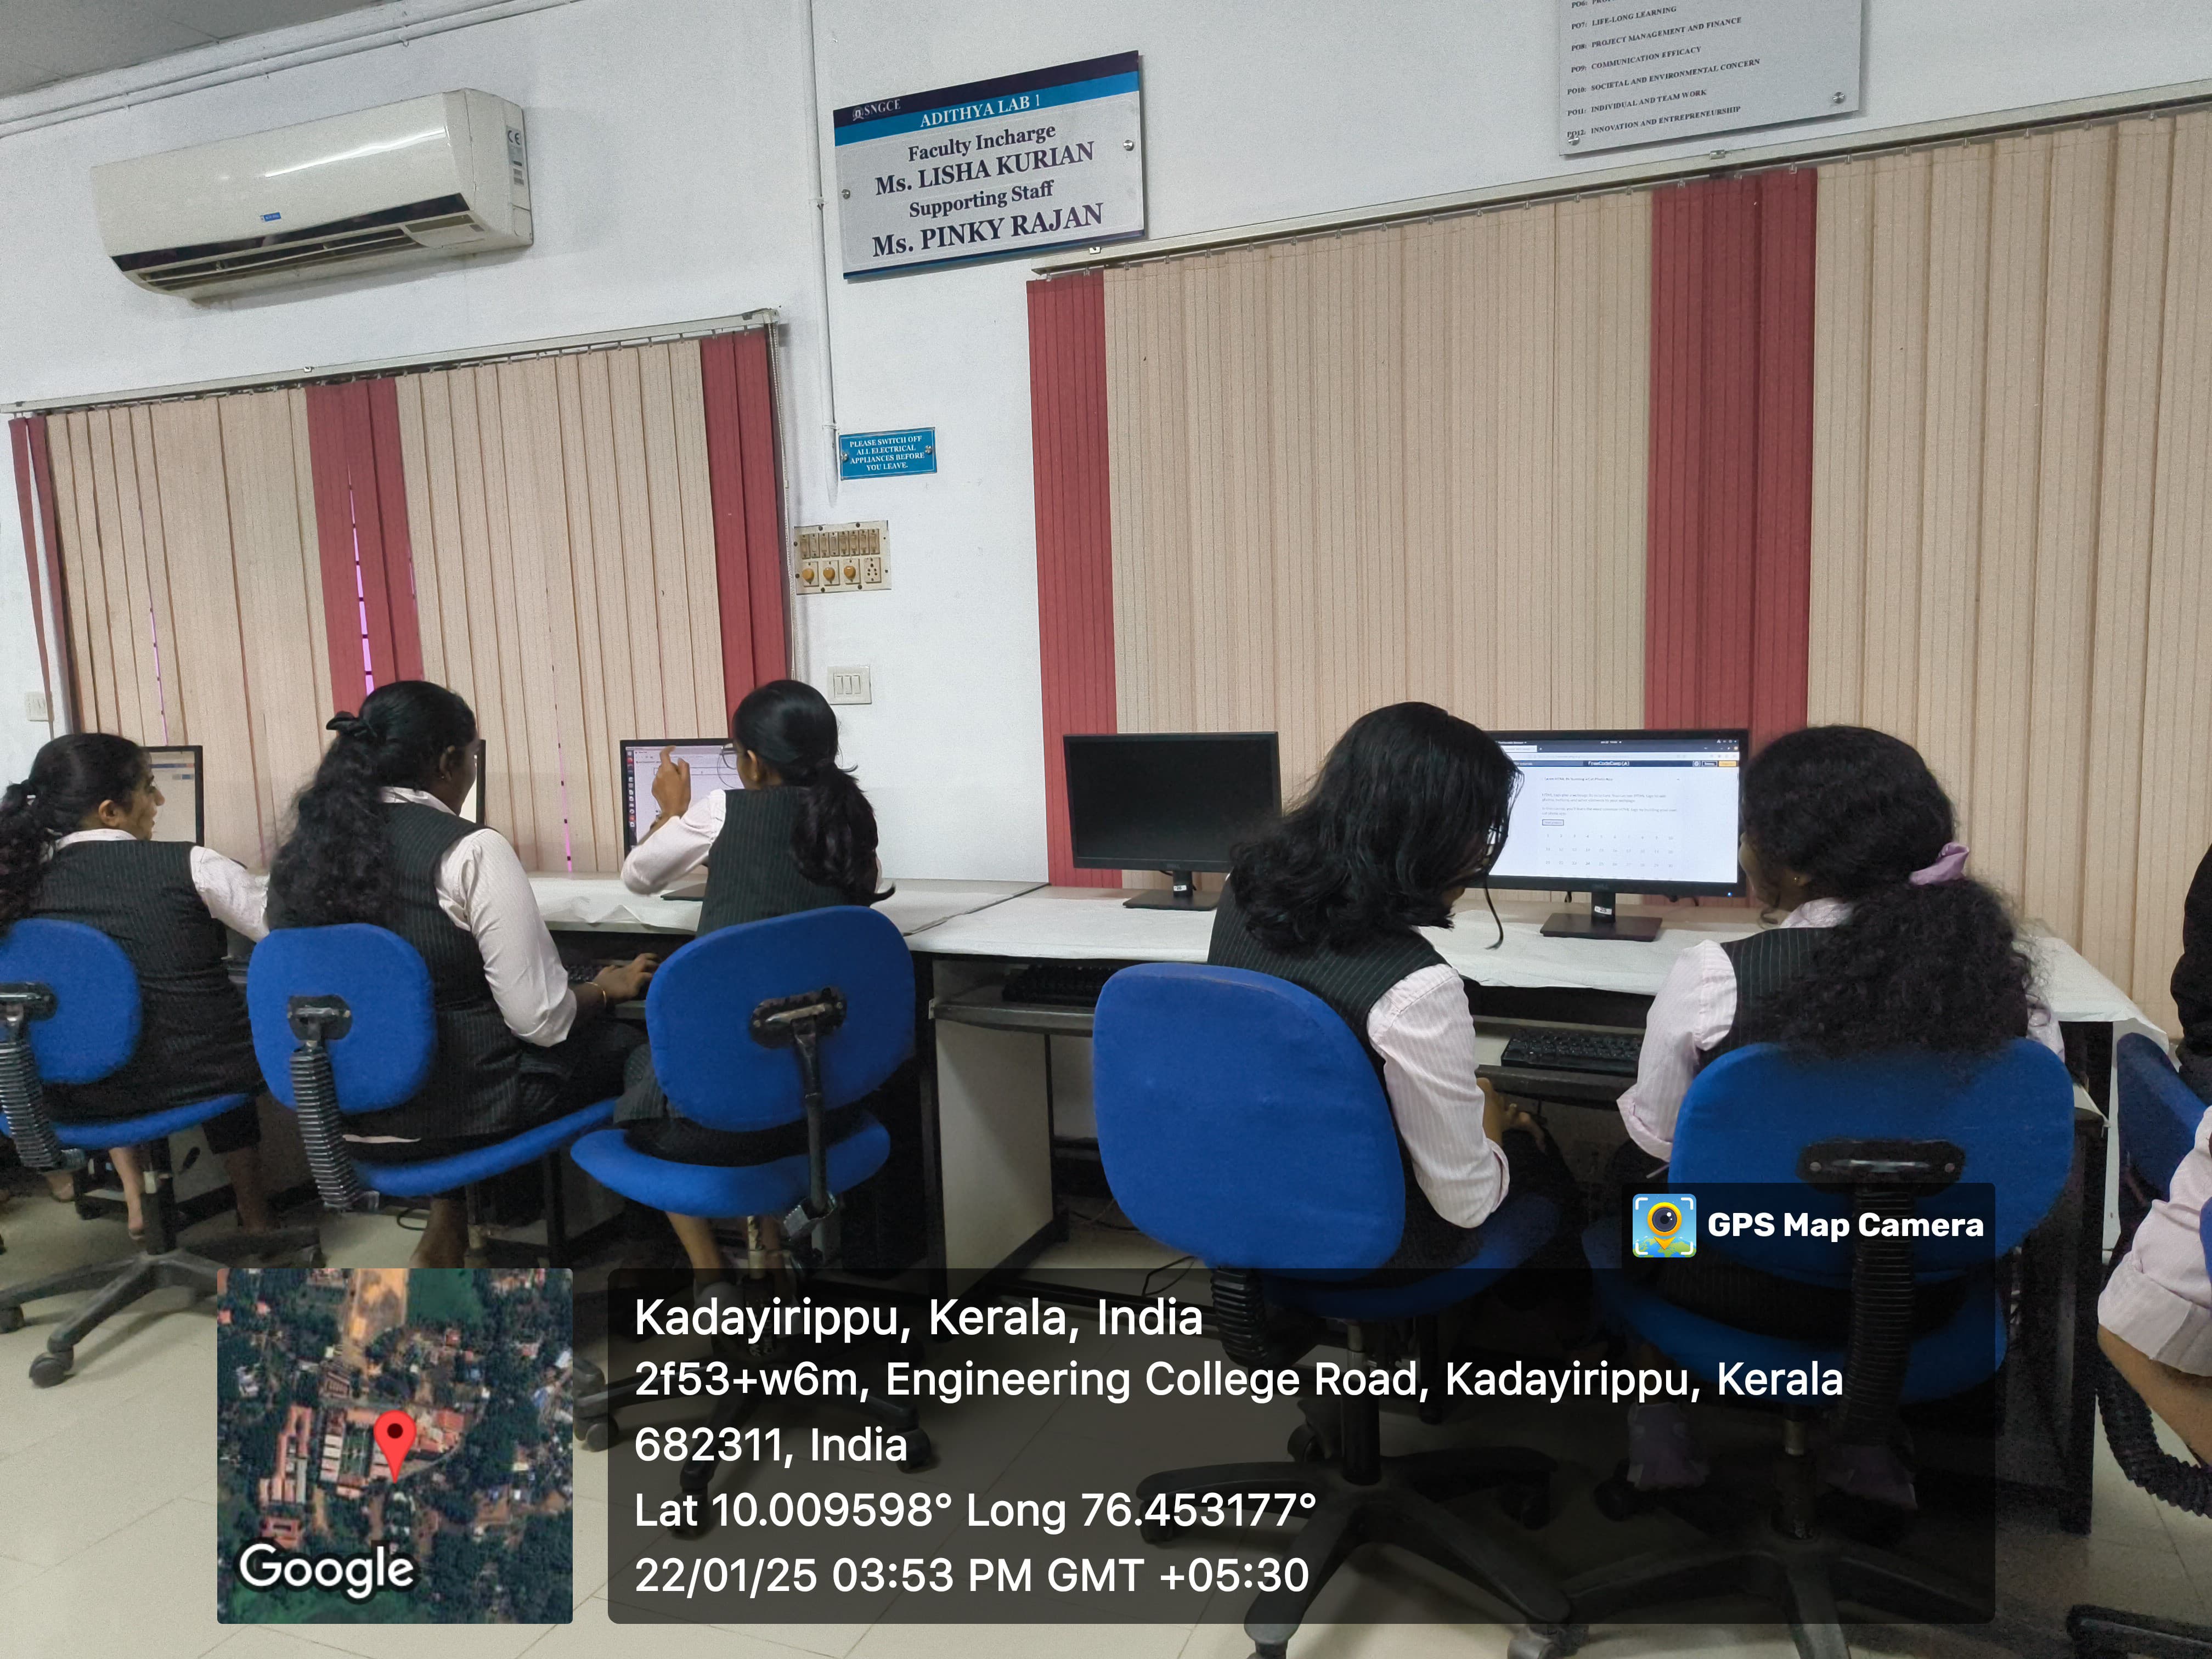 SNGCE
ADITHYA LAB 1
Faculty Incharge
Ms. LISHA KURIAN
Supporting Staff
Ms. PINKY RAJAN
PO7: LIFE-LONG LEARNING
PO8: PROJECT MANAGEMENT AND FINANCE
PO9: COMMUNICATION EFFICACY
PO10: SOCIETAL AND ENVIRONMENTAL CONCERN
PO11: INDIVIDUAL AND TEAM WORK
PO12: INNOVATION AND ENTREPRENEURSHIP
PLEASE SWITCH OFF
ALL ELECTRICAL
APPLIANCES BEFORE
YOU LEAVE.
freeCodeCamp
GPS Map Camera
Kadayirippu, Kerala, India
2f53+w6m, Engineering College Road, Kadayirippu, Kerala
682311, India
Lat 10.009598° Long 76.453177°
22/01/25 03:53 PM GMT +05:30
Google